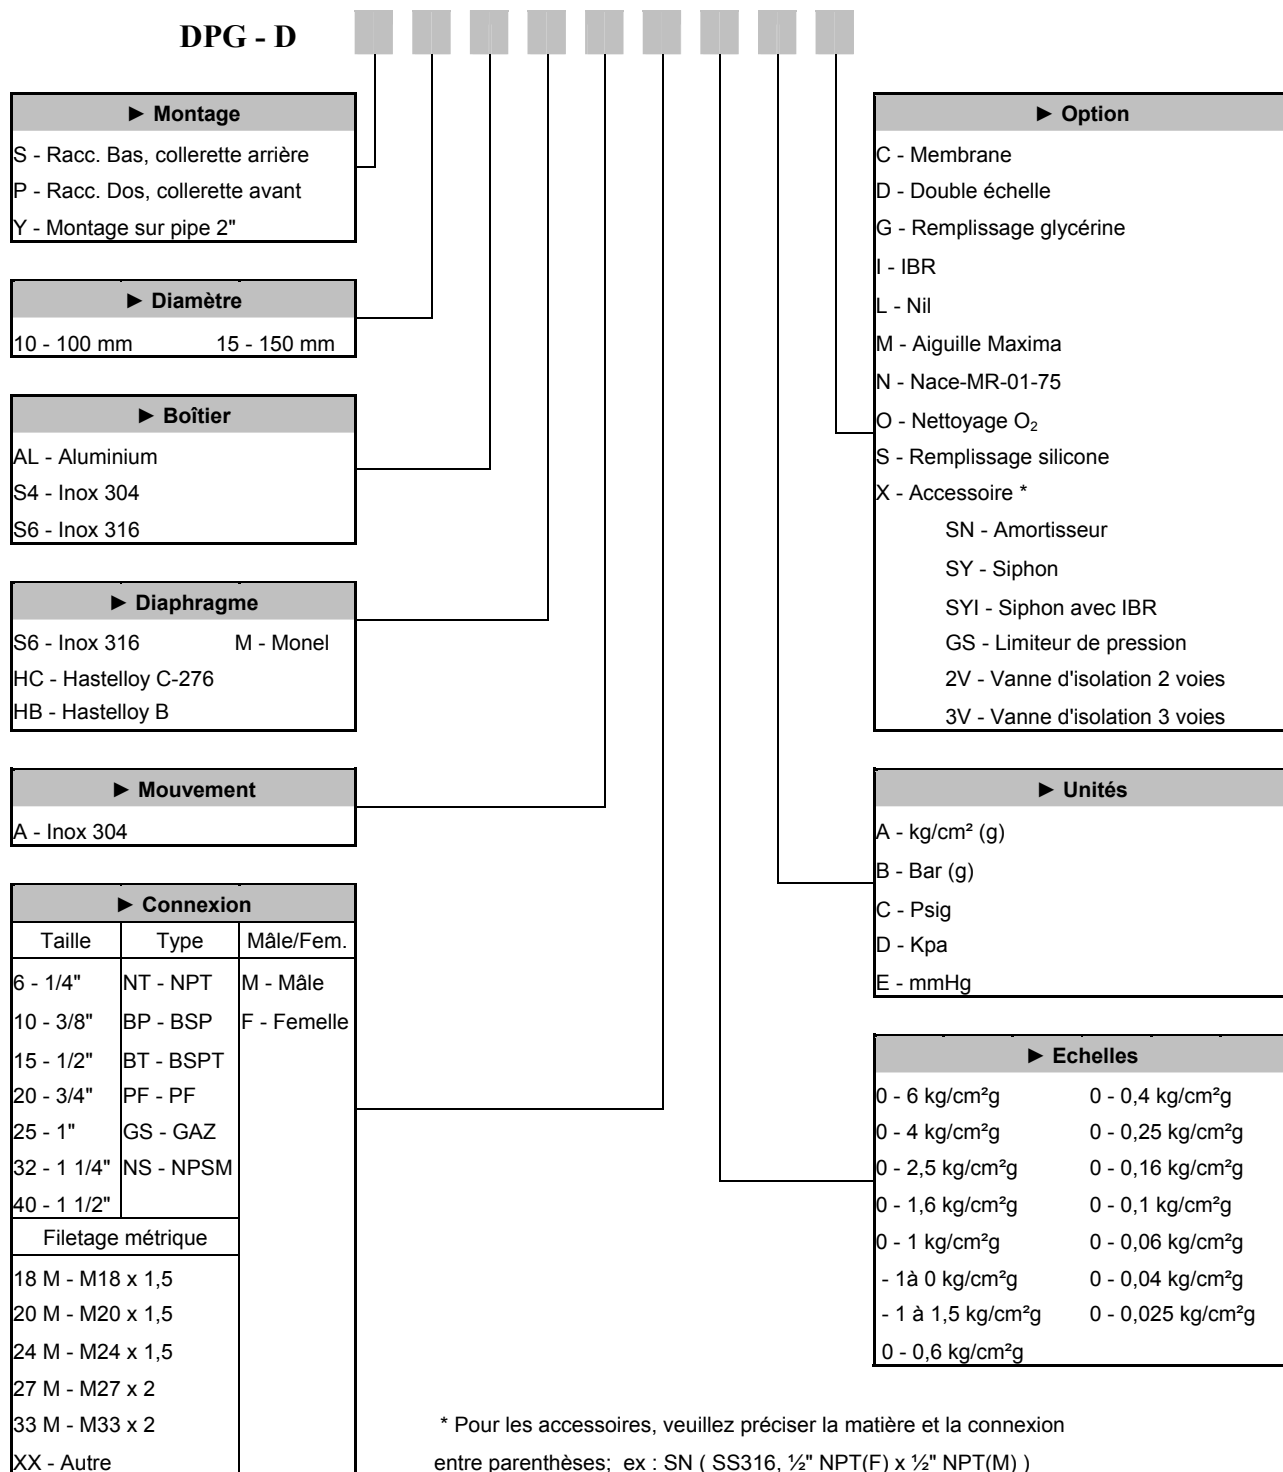 DPG - D
► Montage
S - Racc. Bas, collerette arrière
P - Racc. Dos, collerette avant
Y - Montage sur pipe 2"
► Diamètre
10 - 100 mm 15 - 150 mm
► Boîtier
AL - Aluminium
S4 - Inox 304
S6 - Inox 316
► Diaphragme
S6 - Inox 316 M - Monel
HC - Hastelloy C-276
HB - Hastelloy B
► Mouvement
A - Inox 304
► Connexion
Taille Type Mâle/Fem.
6 - 1/4" NT - NPT M - Mâle
10 - 3/8" BP - BSP F - Femelle
15 - 1/2" BT - BSPT
20 - 3/4" PF - PF
25 - 1" GS - GAZ
32 - 1 1/4" NS - NPSM
40 - 1 1/2"
Filetage métrique
18 M - M18 x 1,5
20 M - M20 x 1,5
24 M - M24 x 1,5
27 M - M27 x 2
33 M - M33 x 2
XX - Autre
► Option
C - Membrane
D - Double échelle
G - Remplissage glycérine
I - IBR
L - Nil
M - Aiguille Maxima
N - Nace-MR-01-75
O - Nettoyage O₂
S - Remplissage silicone
X - Accessoire *
SN - Amortisseur
SY - Siphon
SYI - Siphon avec IBR
GS - Limiteur de pression
2V - Vanne d'isolation 2 voies
3V - Vanne d'isolation 3 voies
► Unités
A - kg/cm² (g)
B - Bar (g)
C - Psig
D - Kpa
E - mmHg
► Echelles
0 - 6 kg/cm²g 0 - 0,4 kg/cm²g
0 - 4 kg/cm²g 0 - 0,25 kg/cm²g
0 - 2,5 kg/cm²g 0 - 0,16 kg/cm²g
0 - 1,6 kg/cm²g 0 - 0,1 kg/cm²g
0 - 1 kg/cm²g 0 - 0,06 kg/cm²g
- 1à 0 kg/cm²g 0 - 0,04 kg/cm²g
- 1 à 1,5 kg/cm²g 0 - 0,025 kg/cm²g
0 - 0,6 kg/cm²g
* Pour les accessoires, veuillez préciser la matière et la connexion
entre parenthèses; ex : SN ( SS316, ½" NPT(F) x ½" NPT(M) )